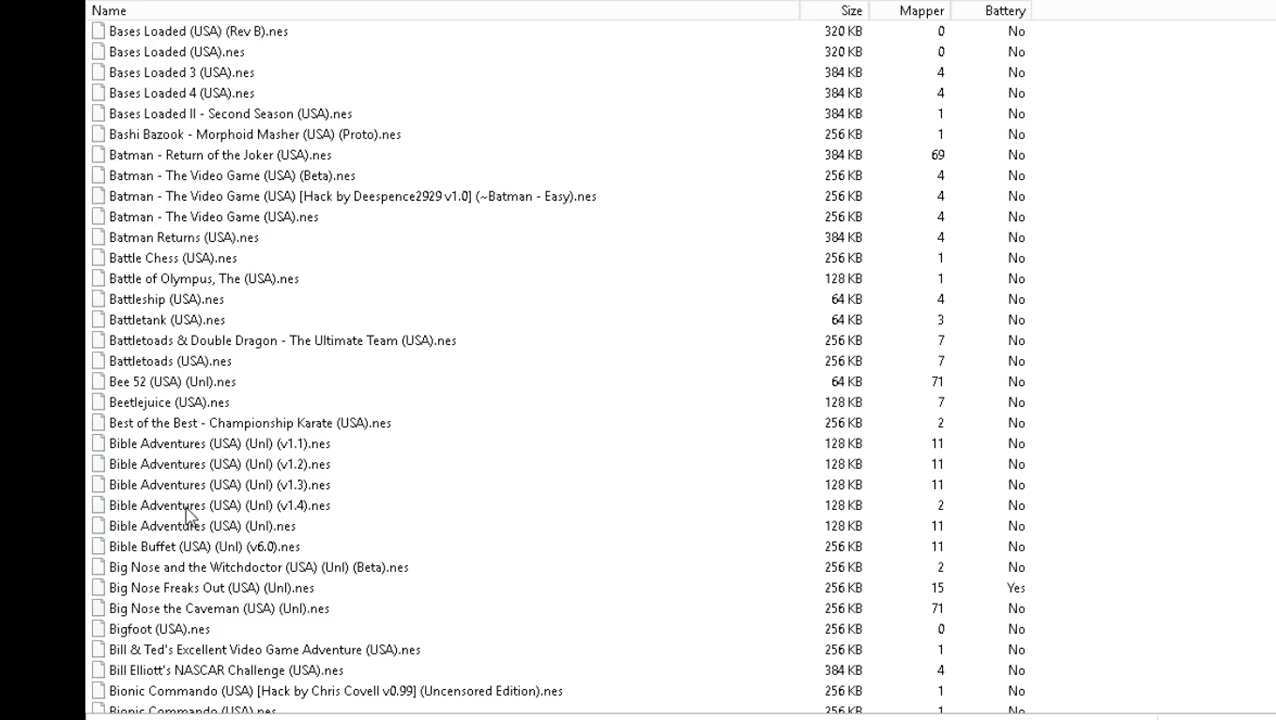 Name Size Mapper Battery
Bases Loaded (USA) (Rev B).nes 320 KB 0 No
Bases Loaded (USA).nes 320 KB 0 No
Bases Loaded 3 (USA).nes 384 KB 4 No
Bases Loaded 4 (USA).nes 384 KB 4 No
Bases Loaded II - Second Season (USA).nes 384 KB 1 No
Bashi Bazook - Morphoid Masher (USA) (Proto).nes 256 KB 1 No
Batman - Return of the Joker (USA).nes 384 KB 69 No
Batman - The Video Game (USA) (Beta).nes 256 KB 4 No
Batman - The Video Game (USA) [Hack by Deespence2929 v1.0] (~Batman - Easy).nes 256 KB 4 No
Batman - The Video Game (USA).nes 256 KB 4 No
Batman Returns (USA).nes 384 KB 4 No
Battle Chess (USA).nes 256 KB 1 No
Battle of Olympus, The (USA).nes 128 KB 1 No
Battleship (USA).nes 64 KB 4 No
Battletank (USA).nes 64 KB 3 No
Battletoads & Double Dragon - The Ultimate Team (USA).nes 256 KB 7 No
Battletoads (USA).nes 256 KB 7 No
Bee 52 (USA) (Unl).nes 64 KB 71 No
Beetlejuice (USA).nes 128 KB 7 No
Best of the Best - Championship Karate (USA).nes 256 KB 2 No
Bible Adventures (USA) (Unl) (v1.1).nes 128 KB 11 No
Bible Adventures (USA) (Unl) (v1.2).nes 128 KB 11 No
Bible Adventures (USA) (Unl) (v1.3).nes 128 KB 11 No
Bible Adventures (USA) (Unl) (v1.4).nes 128 KB 2 No
Bible Adventures (USA) (Unl).nes 128 KB 11 No
Bible Buffet (USA) (Unl) (v6.0).nes 256 KB 11 No
Big Nose and the Witchdoctor (USA) (Unl) (Beta).nes 256 KB 2 No
Big Nose Freaks Out (USA) (Unl).nes 256 KB 15 Yes
Big Nose the Caveman (USA) (Unl).nes 256 KB 71 No
Bigfoot (USA).nes 256 KB 0 No
Bill & Ted's Excellent Video Game Adventure (USA).nes 256 KB 1 No
Bill Elliott's NASCAR Challenge (USA).nes 384 KB 4 No
Bionic Commando (USA) [Hack by Chris Covell v0.99] (Uncensored Edition).nes 256 KB 1 No
Bionic Commando (USA).nes 256 KB 1 No